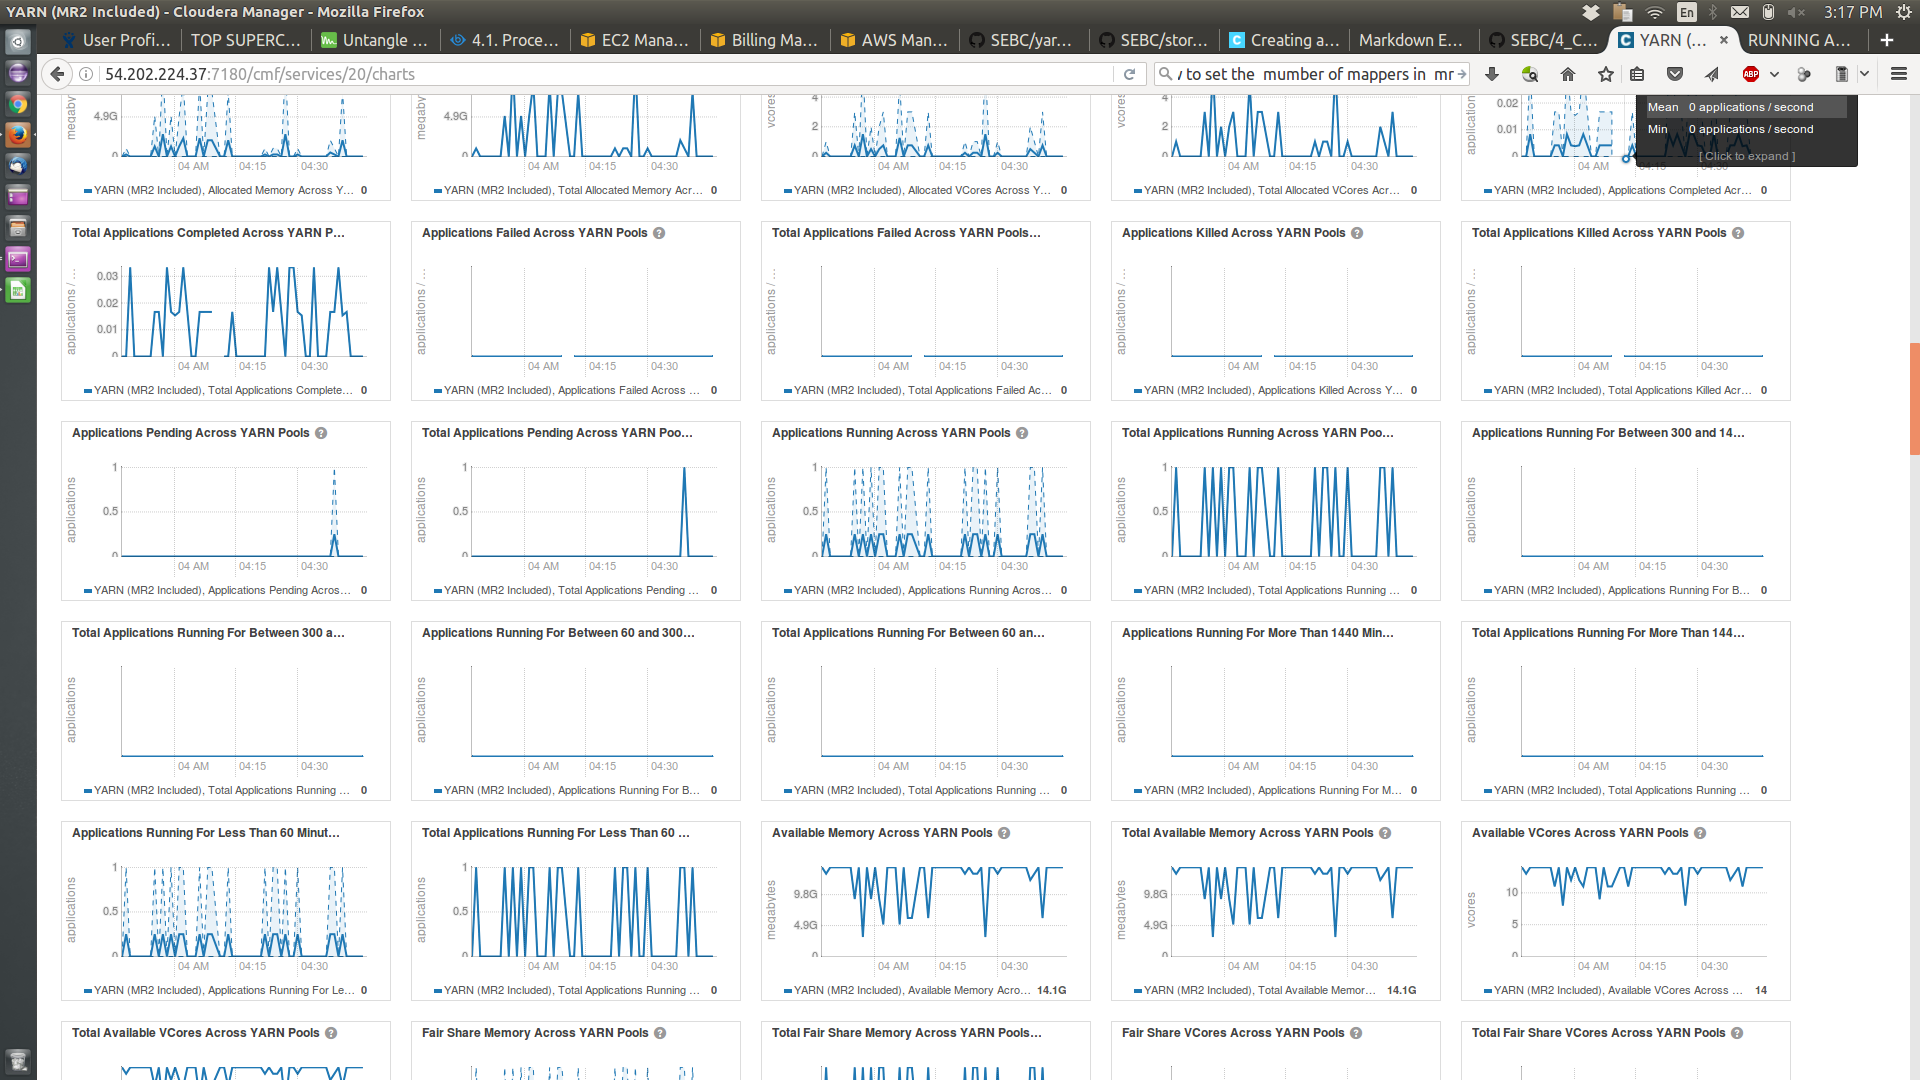 YARN (MR2 Included) - Cloudera Manager - Mozilla Firefox
En
3:17 PM
User Profi...
TOP SUPERC...
Untangle ...
4.1. Proce...
EC2 Mana...
Billing Ma...
AWS Man...
SEBC/yar...
SEBC/stor...
Creating a...
Markdown E...
SEBC/4_C...
YARN (...
RUNNING A...
54.202.224.37:7180/cmf/services/20/charts
to set the mumber of mappers in mr
ABP
megaby
4.9G
0
04 AM 04:15 04:30
YARN (MR2 Included), Allocated Memory Across Y... 0
megaby
4.9G
0
04 AM 04:15 04:30
YARN (MR2 Included), Total Allocated Memory Acr... 0
vcores
4
2
0
04 AM 04:15 04:30
YARN (MR2 Included), Allocated VCores Across Y... 0
vcores
4
2
0
04 AM 04:15 04:30
YARN (MR2 Included), Total Allocated VCores Acr... 0
application
0.02
0.01
0
04 AM 04:15 04:30
YARN (MR2 Included), Applications Completed Acr... 0
Mean 0 applications / second
Min 0 applications / second
[ Click to expand ]
Total Applications Completed Across YARN P...
applications / ...
0.03
0.02
0.01
0
04 AM 04:15 04:30
YARN (MR2 Included), Total Applications Complete... 0
Applications Failed Across YARN Pools ?
applications / ...
04 AM 04:15 04:30
YARN (MR2 Included), Applications Failed Across ... 0
Total Applications Failed Across YARN Pools...
applications / ...
04 AM 04:15 04:30
YARN (MR2 Included), Total Applications Failed Ac... 0
Applications Killed Across YARN Pools ?
applications / ...
04 AM 04:15 04:30
YARN (MR2 Included), Applications Killed Across Y... 0
Total Applications Killed Across YARN Pools ?
applications / ...
04 AM 04:15 04:30
YARN (MR2 Included), Total Applications Killed Acr... 0
Applications Pending Across YARN Pools ?
applications
1
0.5
0
04 AM 04:15 04:30
YARN (MR2 Included), Applications Pending Acros... 0
Total Applications Pending Across YARN Poo...
applications
1
0.5
0
04 AM 04:15 04:30
YARN (MR2 Included), Total Applications Pending ... 0
Applications Running Across YARN Pools ?
applications
1
0.5
0
04 AM 04:15 04:30
YARN (MR2 Included), Applications Running Acros... 0
Total Applications Running Across YARN Poo...
applications
1
0.5
0
04 AM 04:15 04:30
YARN (MR2 Included), Total Applications Running ... 0
Applications Running For Between 300 and 14...
applications
04 AM 04:15 04:30
YARN (MR2 Included), Applications Running For B... 0
Total Applications Running For Between 300 a...
applications
04 AM 04:15 04:30
YARN (MR2 Included), Total Applications Running ... 0
Applications Running For Between 60 and 300...
applications
04 AM 04:15 04:30
YARN (MR2 Included), Applications Running For B... 0
Total Applications Running For Between 60 an...
applications
04 AM 04:15 04:30
YARN (MR2 Included), Total Applications Running ... 0
Applications Running For More Than 1440 Min...
applications
04 AM 04:15 04:30
YARN (MR2 Included), Applications Running For M... 0
Total Applications Running For More Than 144...
applications
04 AM 04:15 04:30
YARN (MR2 Included), Total Applications Running ... 0
Applications Running For Less Than 60 Minut...
applications
1
0.5
0
04 AM 04:15 04:30
YARN (MR2 Included), Applications Running For Le... 0
Total Applications Running For Less Than 60 ...
applications
1
0.5
0
04 AM 04:15 04:30
YARN (MR2 Included), Total Applications Running ... 0
Available Memory Across YARN Pools ?
megabytes
9.8G
4.9G
0
04 AM 04:15 04:30
YARN (MR2 Included), Available Memory Acro... 14.1G
Total Available Memory Across YARN Pools ?
megabytes
9.8G
4.9G
0
04 AM 04:15 04:30
YARN (MR2 Included), Total Available Memor... 14.1G
Available VCores Across YARN Pools ?
vcores
10
5
0
04 AM 04:15 04:30
YARN (MR2 Included), Available VCores Across ... 14
Total Available VCores Across YARN Pools ?
Fair Share Memory Across YARN Pools ?
Total Fair Share Memory Across YARN Pools...
Fair Share VCores Across YARN Pools ?
Total Fair Share VCores Across YARN Pools ?